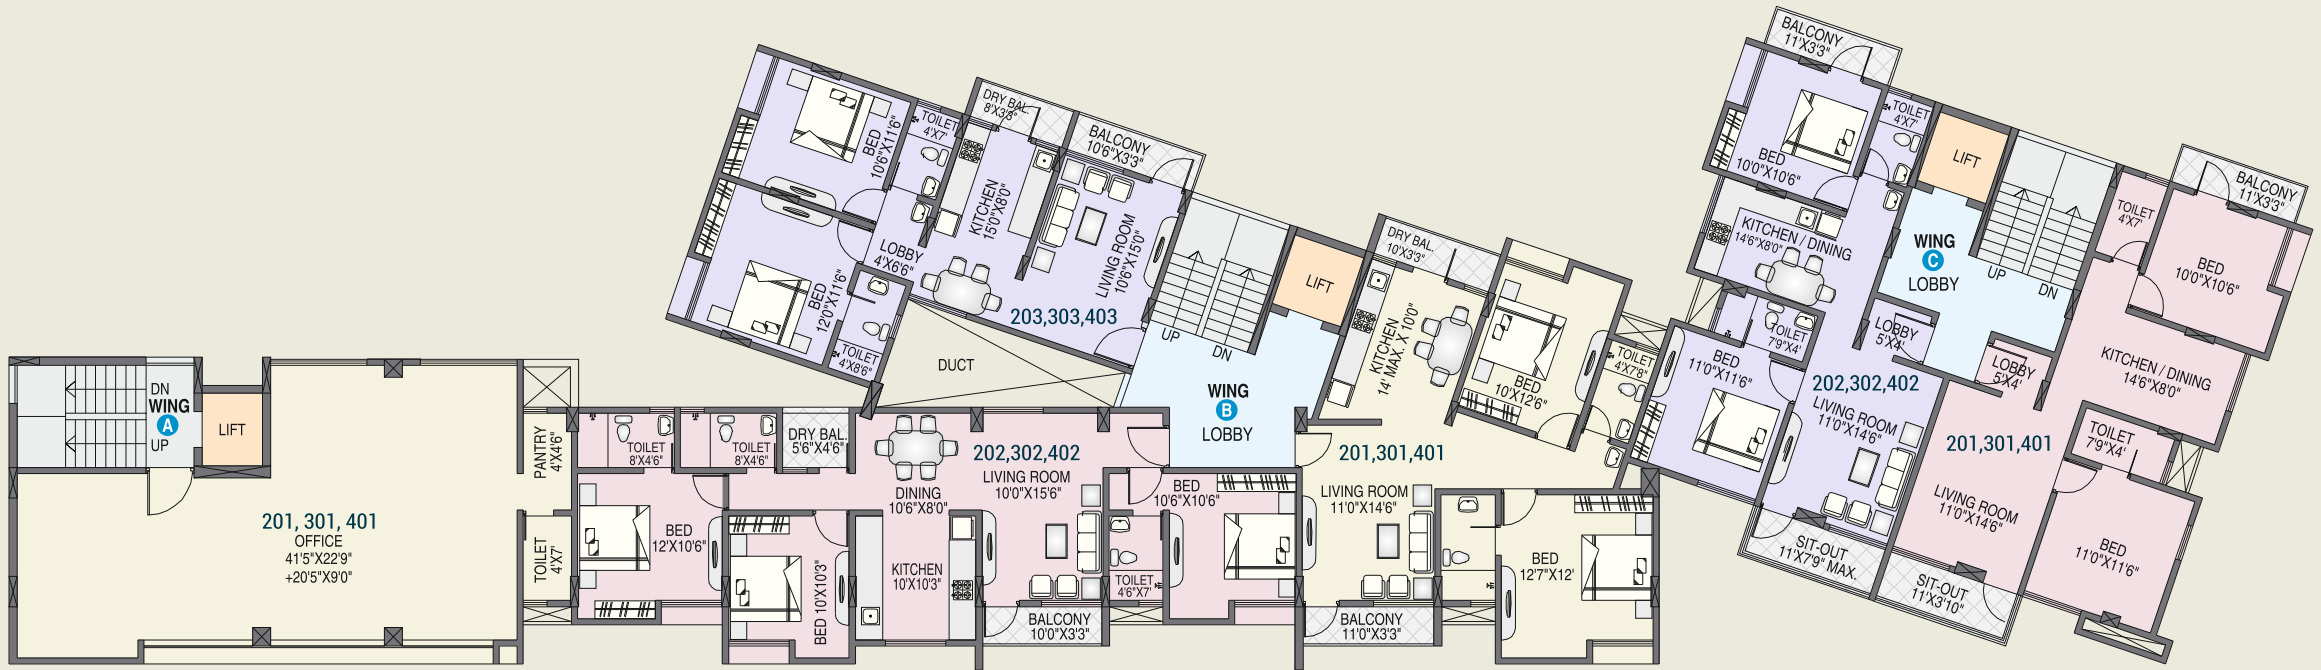 DN
WING
A
UP
LIFT
201, 301, 401
OFFICE
41'5"X22'9"
+20'5"X9'0"
PANTRY
4'X4'6"
TOILET
4'X7'
BED
10'6"X11'6"
TOILET
4'X7'
DRY BAL.
8'X3'3"
BALCONY
10'6"X3'3"
KITCHEN
15'0"X8'0"
LIVING ROOM
10'6"X15'0"
LOBBY
4'X6'6"
BED
12'0"X11'6"
TOILET
4'X8'6"
203,303,403
DUCT
UP
DN
LIFT
WING
B
LOBBY
TOILET
8'X4'6"
TOILET
8'X4'6"
DRY BAL.
5'6"X4'6"
202,302,402
LIVING ROOM
10'0"X15'6"
DINING
10'6"X8'0"
BED
12'X10'6"
BED 10'X10'3"
KITCHEN
10'X10'3"
BALCONY
10'0"X3'3"
BED
10'6"X10'6"
TOILET
4'6"X7'
DRY BAL.
10'X3'3"
KITCHEN
14' MAX. X 10'0"
BED
10'X12'6"
TOILET
4'X7'8"
201,301,401
LIVING ROOM
11'0"X14'6"
BALCONY
11'0"X3'3"
BED
12'7"X12'
BALCONY
11'X3'3"
BED
10'0"X10'6"
TOILET
4'X7'
LIFT
KITCHEN / DINING
14'6"X8'0"
WING
C
LOBBY
UP
DN
TOILET
7'9"X4'
LOBBY
5'X4'
BED
11'0"X11'6"
202,302,402
LIVING ROOM
11'0"X14'6"
SIT-OUT
11'X7'9" MAX.
BALCONY
11'X3'3"
TOILET
4'X7'
BED
10'0"X10'6"
KITCHEN / DINING
14'6"X8'0"
LOBBY
5'X4'
201,301,401
TOILET
7'9"X4'
LIVING ROOM
11'0"X14'6"
BED
11'0"X11'6"
SIT-OUT
11'X3'10"